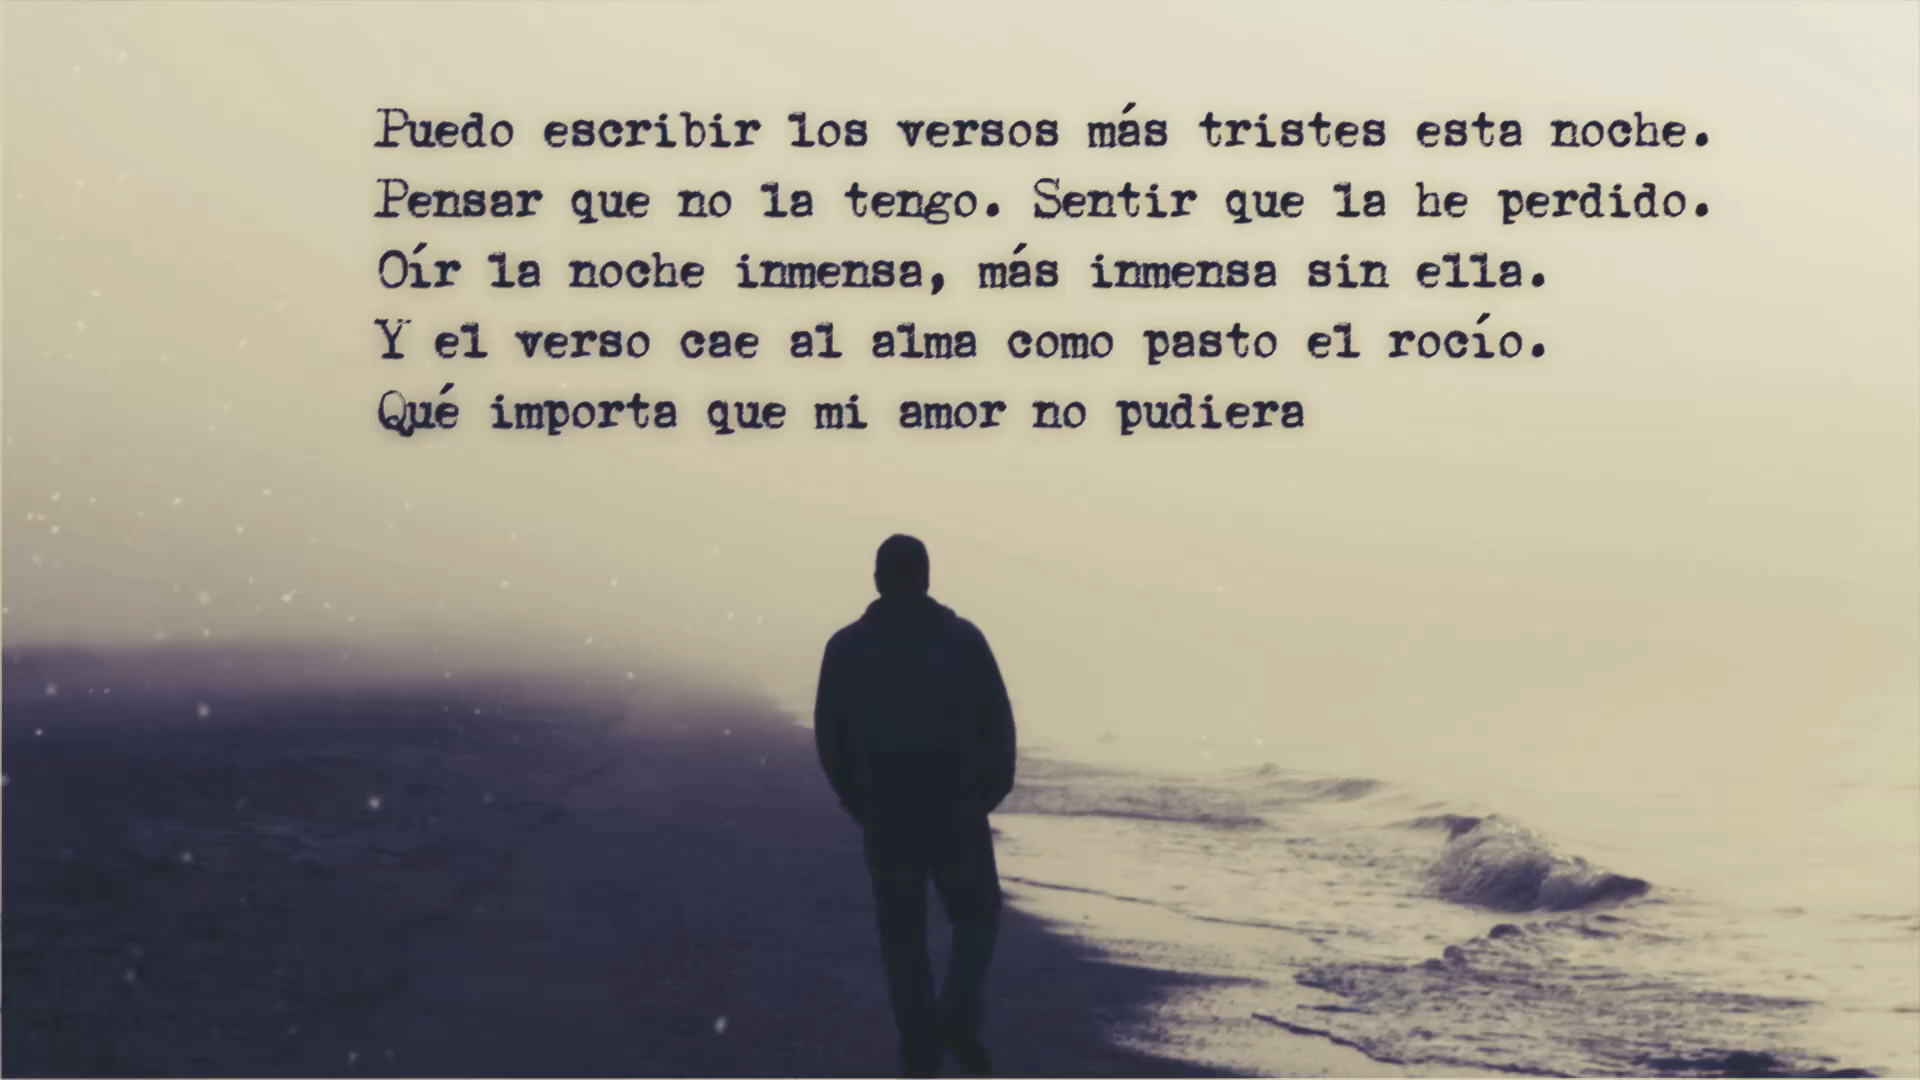 Puedo escribir los versos más tristes esta noche.
Pensar que no la tengo. Sentir que la he perdido.
Oír la noche inmensa, más inmensa sin ella.
Y el verso cae al alma como pasto el rocío.
Qué importa que mi amor no pudiera